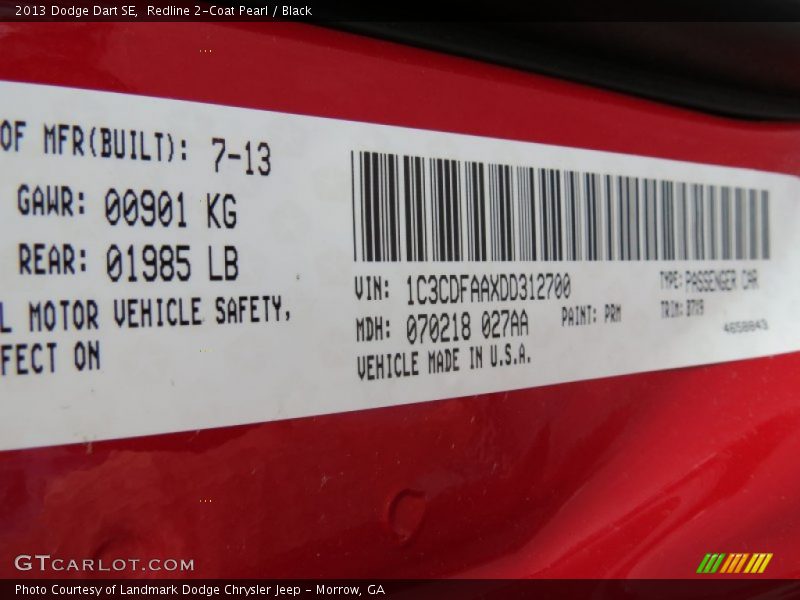 2013 Dodge Dart SE, Redline 2-Coat Pearl / Black
OF MFR(BUILT): 7-13
GAWR: 00901 KG
REAR: 01985 LB
L MOTOR VEHICLE SAFETY,
FFECT ON
VIN: 1C3CDFAAXDD312700
TYPE: PASSENGER CAR
MDH: 070218 027AA
PAINT: PRM
TRIM: B7X9
VEHICLE MADE IN U.S.A.
4658843
GTCARLOT.COM
Photo Courtesy of Landmark Dodge Chrysler Jeep - Morrow, GA